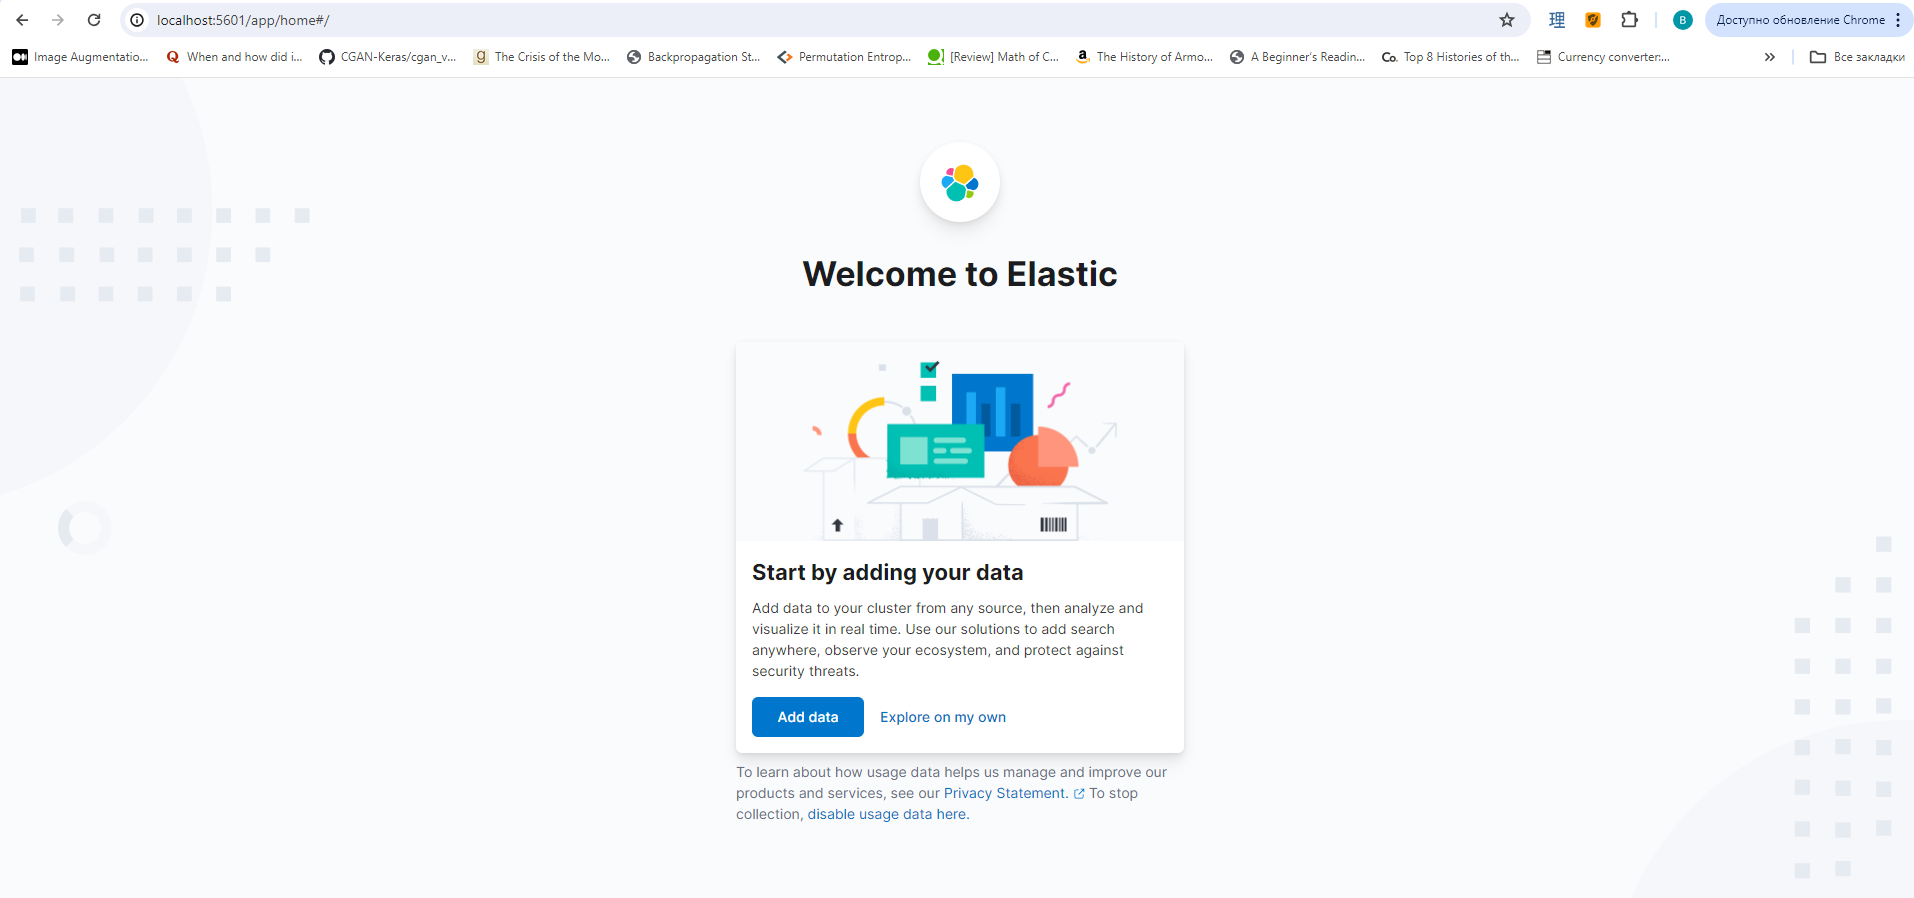 localhost:5601/app/home#/
理
B
Доступно обновление Chrome
Image Augmentatio...
Q
When and how did i...
CGAN-Keras/cgan_v...
g
The Crisis of the Mo...
Backpropagation St...
Permutation Entrop...
[Review] Math of C...
a
The History of Armo...
A Beginner's Readin...
Co.
Top 8 Histories of th...
Currency converter:...
Все закладки
Welcome to Elastic
Start by adding your data
Add data to your cluster from any source, then analyze and
visualize it in real time. Use our solutions to add search
anywhere, observe your ecosystem, and protect against
security threats.
Add data
Explore on my own
To learn about how usage data helps us manage and improve our
products and services, see our Privacy Statement. To stop
collection, disable usage data here.